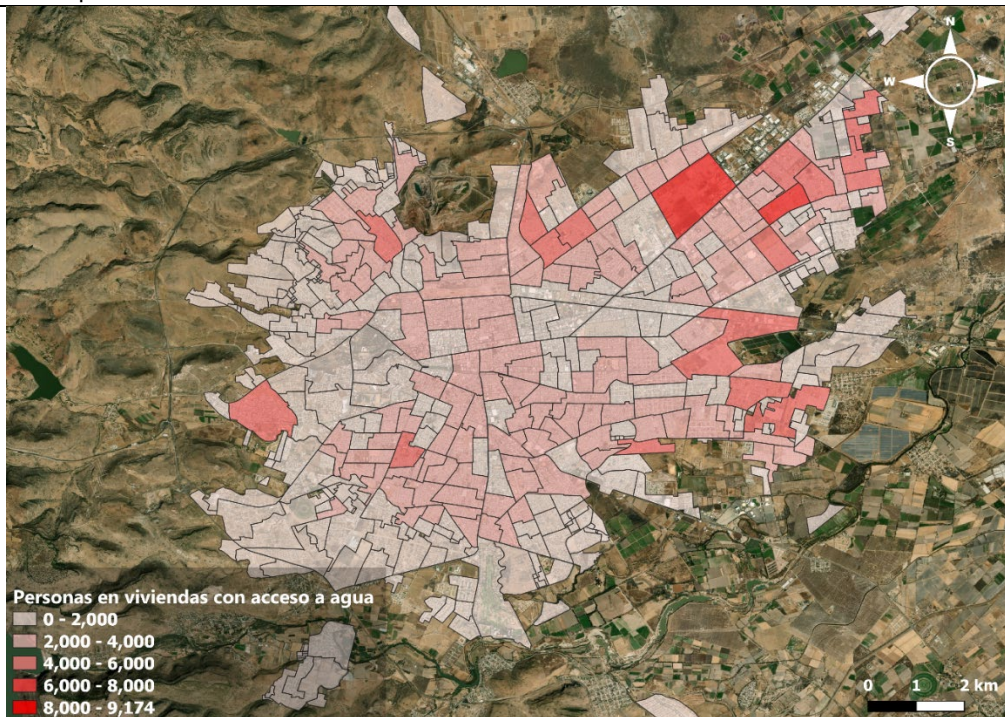 N
W
S
Personas en viviendas con acceso a agua
0 - 2,000
2,000 - 4,000
4,000 - 6,000
6,000 - 8,000
8,000 - 9,174
0 1 2 km